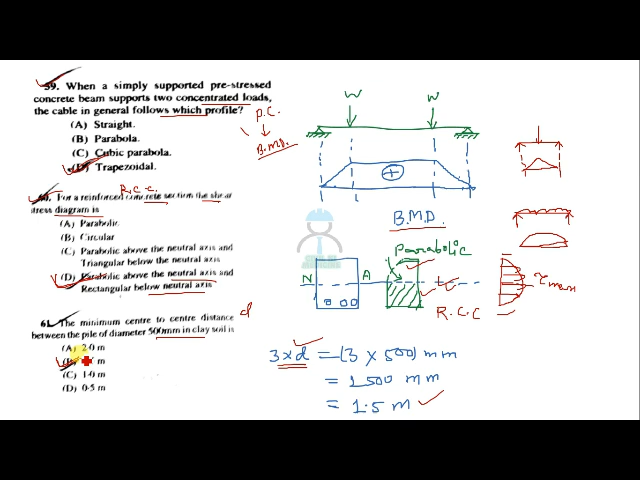 59. When a simply supported pre-stressed
concrete beam supports two concentrated loads,
the cable in general follows which profile?
(A) Straight.
(B) Parabola.
(C) Cubic parabola.
(D) Trapezoidal.
P.C.
B.M.D.
R.C.C.
60. For a reinforced concrete section the shear
stress diagram is
(A) Parabolic
(B) Circular
(C) Parabolic above the neutral axis and
Triangular below the neutral axis
(D) Parabolic above the neutral axis and
Rectangular below neutral axis
d
61. The minimum centre to centre distance
between the pile of diameter 500mm in clay soil is
(A) 2·0 m
(B) m
(C) 1·0 m
(D) 0·5 m
W W
+
B.M.D.
Parabolic
N A
τmax
R.C.C
3 x d = (3 x 500) mm
= 1500 mm
= 1.5 m